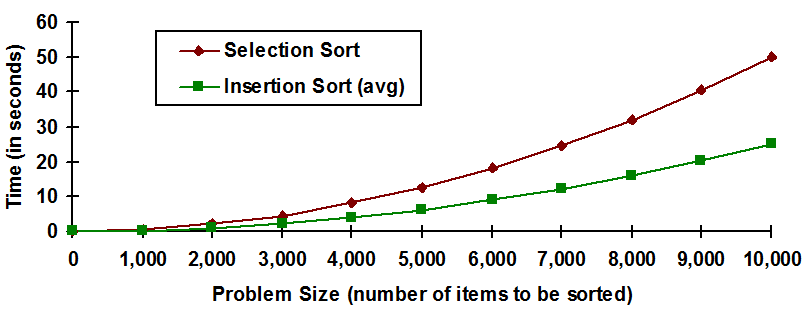 60
50
40
30
20
10
0
Time (in seconds)
Selection Sort
Insertion Sort (avg)
0 1,000 2,000 3,000 4,000 5,000 6,000 7,000 8,000 9,000 10,000
Problem Size (number of items to be sorted)